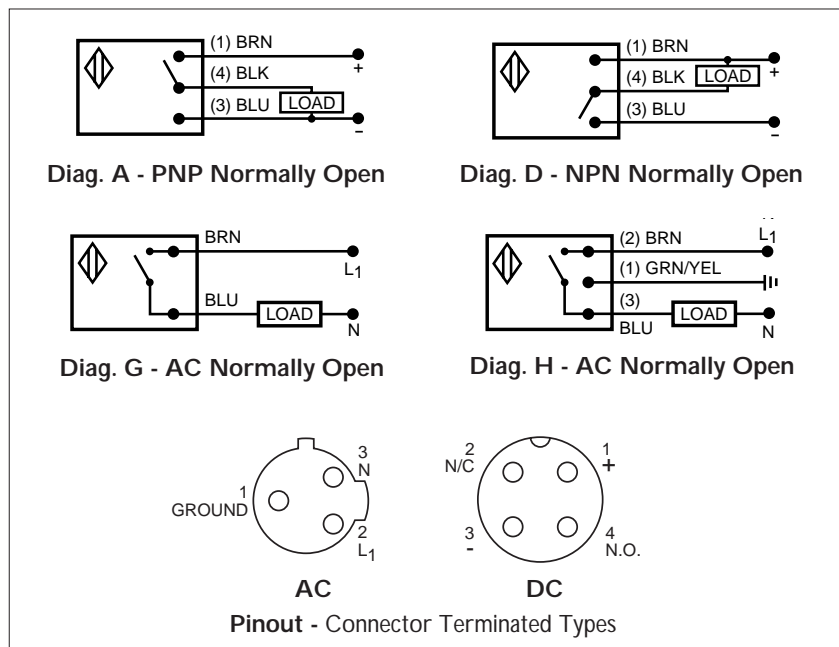 (1) BRN
+
(4) BLK
(3) BLU
LOAD
–
Diag. A - PNP Normally Open
(1) BRN
+
(4) BLK
LOAD
(3) BLU
–
Diag. D - NPN Normally Open
BRN
L1
BLU
LOAD
N
Diag. G - AC Normally Open
(2) BRN
L1
(1) GRN/YEL
(3)
BLU
LOAD
N
Diag. H - AC Normally Open
3
N
1
GROUND
2
L1
AC
2
N/C
1
+
3
-
4
N.O.
DC
Pinout - Connector Terminated Types